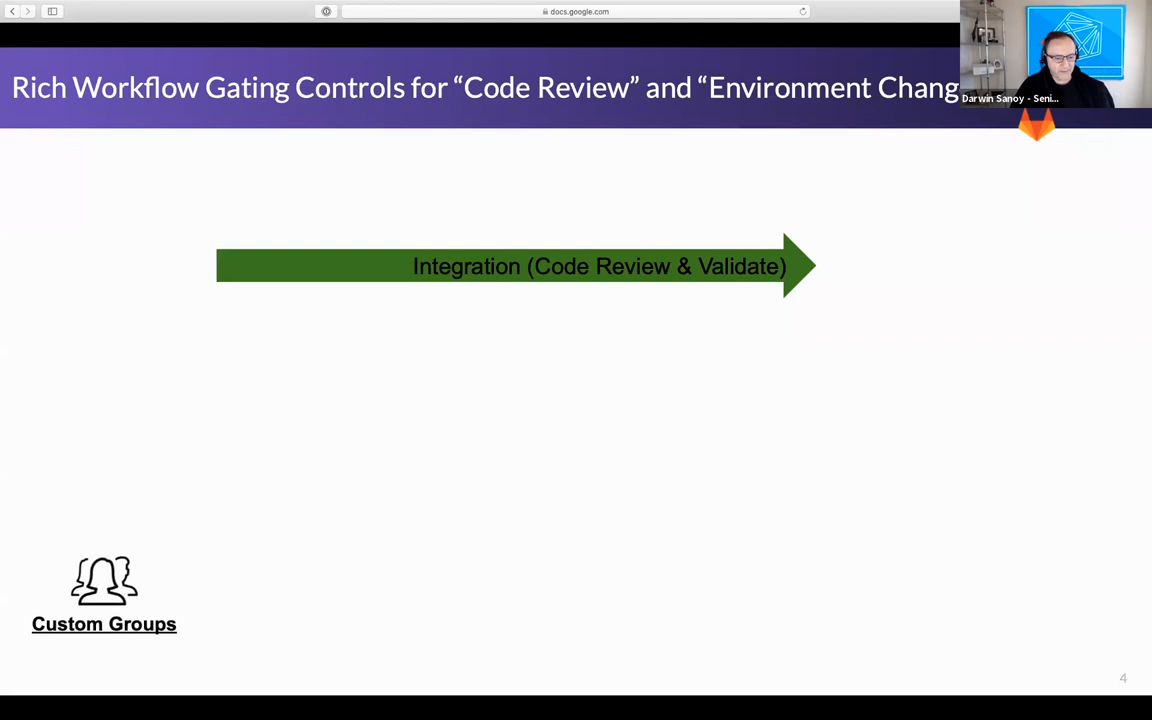 docs.google.com
Rich Workflow Gating Controls for “Code Review” and “Environment Chang
Darwin Sanoy - Seni...
Integration (Code Review & Validate)
Custom Groups
4